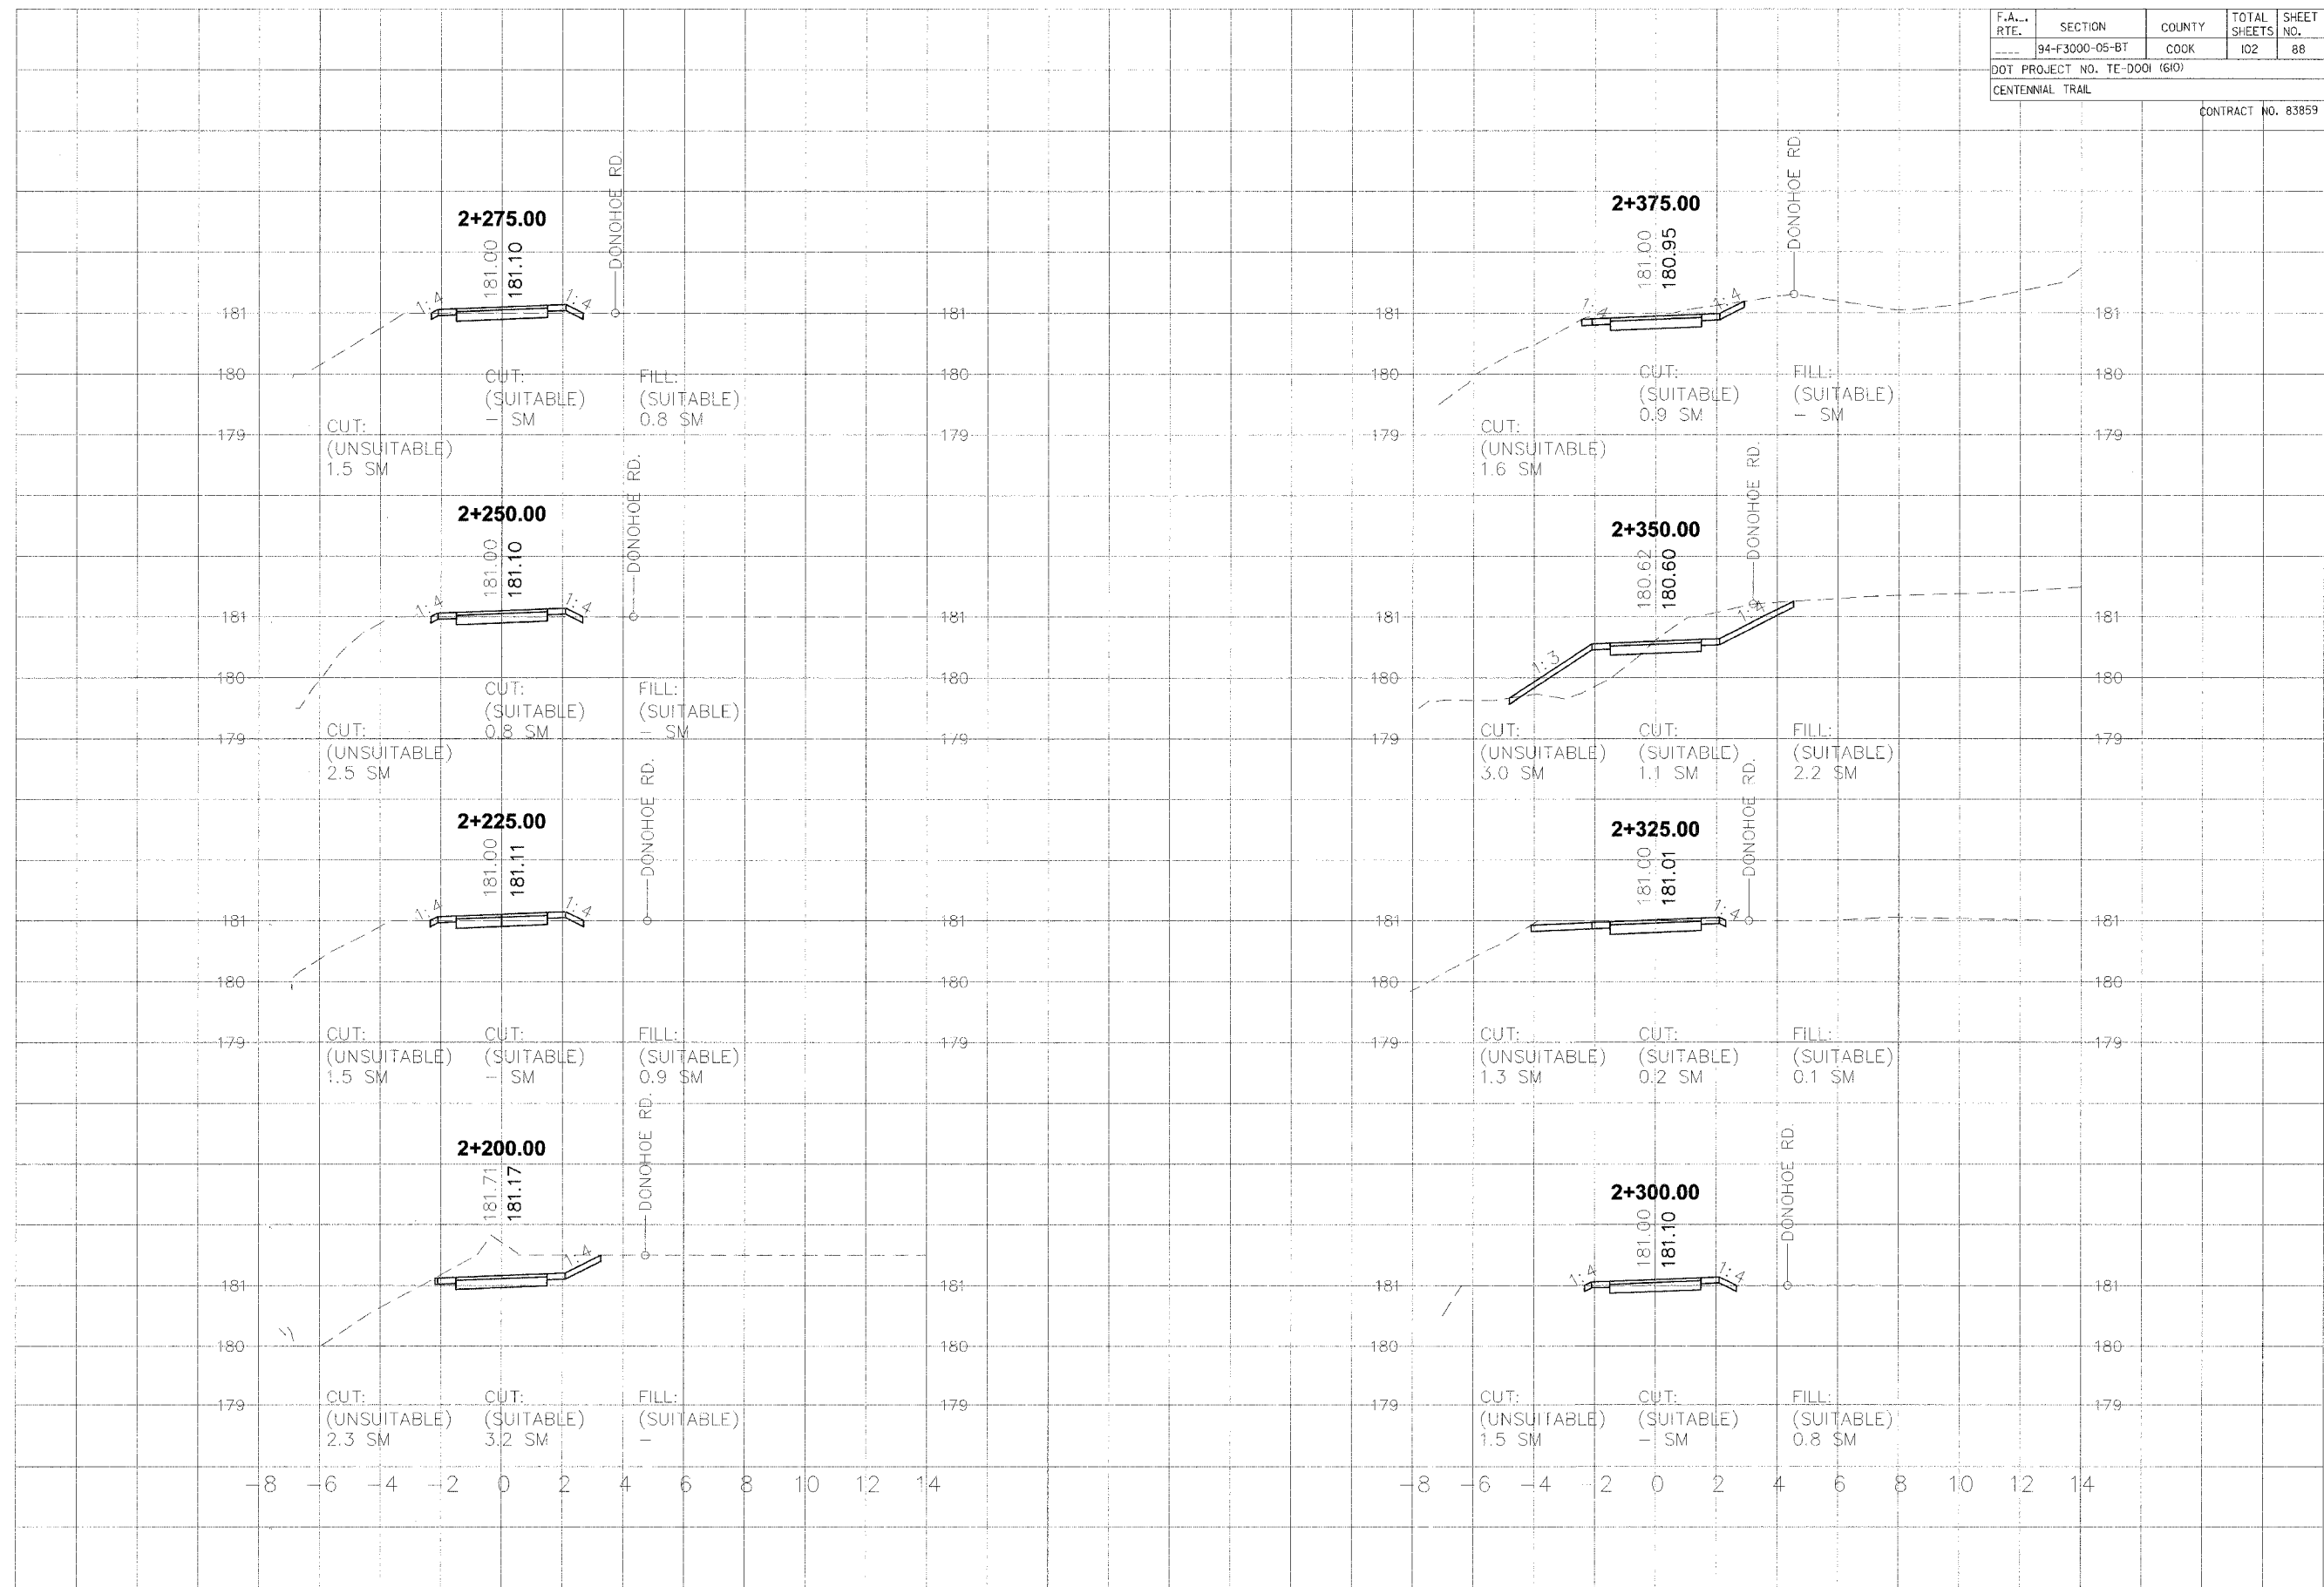 F.A... RTE. SECTION COUNTY TOTAL SHEETS SHEET NO.
---- 94-F3000-05-BT COOK 102 88
DOT PROJECT NO. TE-D001 (610)
CENTENNIAL TRAIL
CONTRACT NO. 83859
2+275.00
181.00
181.10
DONOHOE RD.
1:4
1:4
181
181
180
180
179
179
CUT:
(UNSUITABLE)
1.5 SM
CUT:
(SUITABLE)
- SM
FILL:
(SUITABLE)
0.8 SM
2+250.00
181.00
181.10
DONOHOE RD.
1:4
1:4
181
181
180
180
179
179
CUT:
(UNSUITABLE)
2.5 SM
CUT:
(SUITABLE)
0.8 SM
FILL:
(SUITABLE)
- SM
2+225.00
181.00
181.11
DONOHOE RD.
1:4
1:4
181
181
180
180
179
179
CUT:
(UNSUITABLE)
1.5 SM
CUT:
(SUITABLE)
- SM
FILL:
(SUITABLE)
0.9 SM
2+200.00
181.71
181.17
DONOHOE RD.
1:4
181
181
180
180
179
179
CUT:
(UNSUITABLE)
2.3 SM
CUT:
(SUITABLE)
3.2 SM
FILL:
(SUITABLE)
-
-8 -6 -4 -2 0 2 4 6 8 10 12 14
2+375.00
181.00
180.95
DONOHOE RD.
1:4
1:4
181
181
180
180
179
179
CUT:
(UNSUITABLE)
1.6 SM
CUT:
(SUITABLE)
0.9 SM
FILL:
(SUITABLE)
- SM
2+350.00
180.62
180.60
DONOHOE RD.
1:3
1:4
181
181
180
180
179
179
CUT:
(UNSUITABLE)
3.0 SM
CUT:
(SUITABLE)
1.1 SM
FILL:
(SUITABLE)
2.2 SM
2+325.00
181.00
181.01
DONOHOE RD.
1:4
181
181
180
180
179
179
CUT:
(UNSUITABLE)
1.3 SM
CUT:
(SUITABLE)
0.2 SM
FILL:
(SUITABLE)
0.1 SM
2+300.00
181.00
181.10
DONOHOE RD.
1:4
1:4
181
181
180
180
179
179
CUT:
(UNSUITABLE)
1.5 SM
CUT:
(SUITABLE)
- SM
FILL:
(SUITABLE)
0.8 SM
-8 -6 -4 -2 0 2 4 6 8 10 12 14